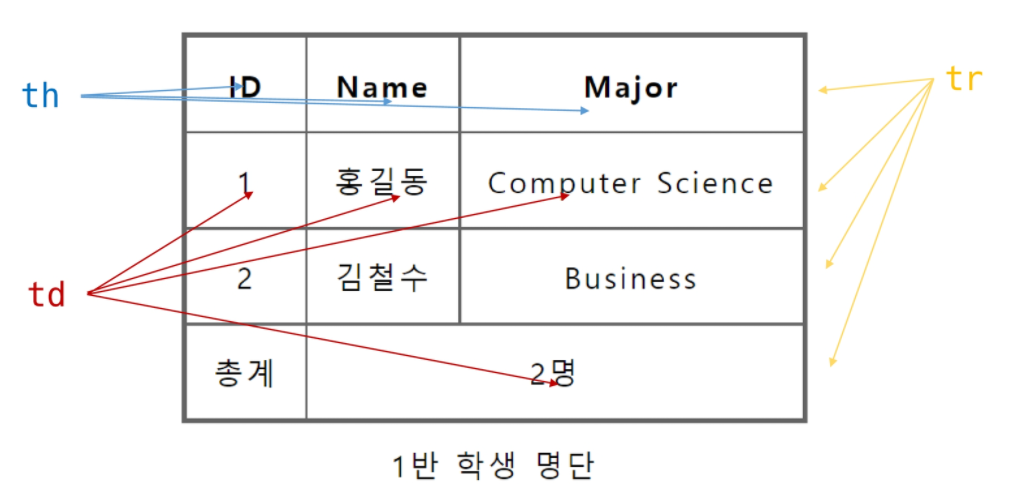 th
tr
td
ID Name Major
1 홍길동 Computer Science
2 김철수 Business
총계 2명
1반 학생 명단